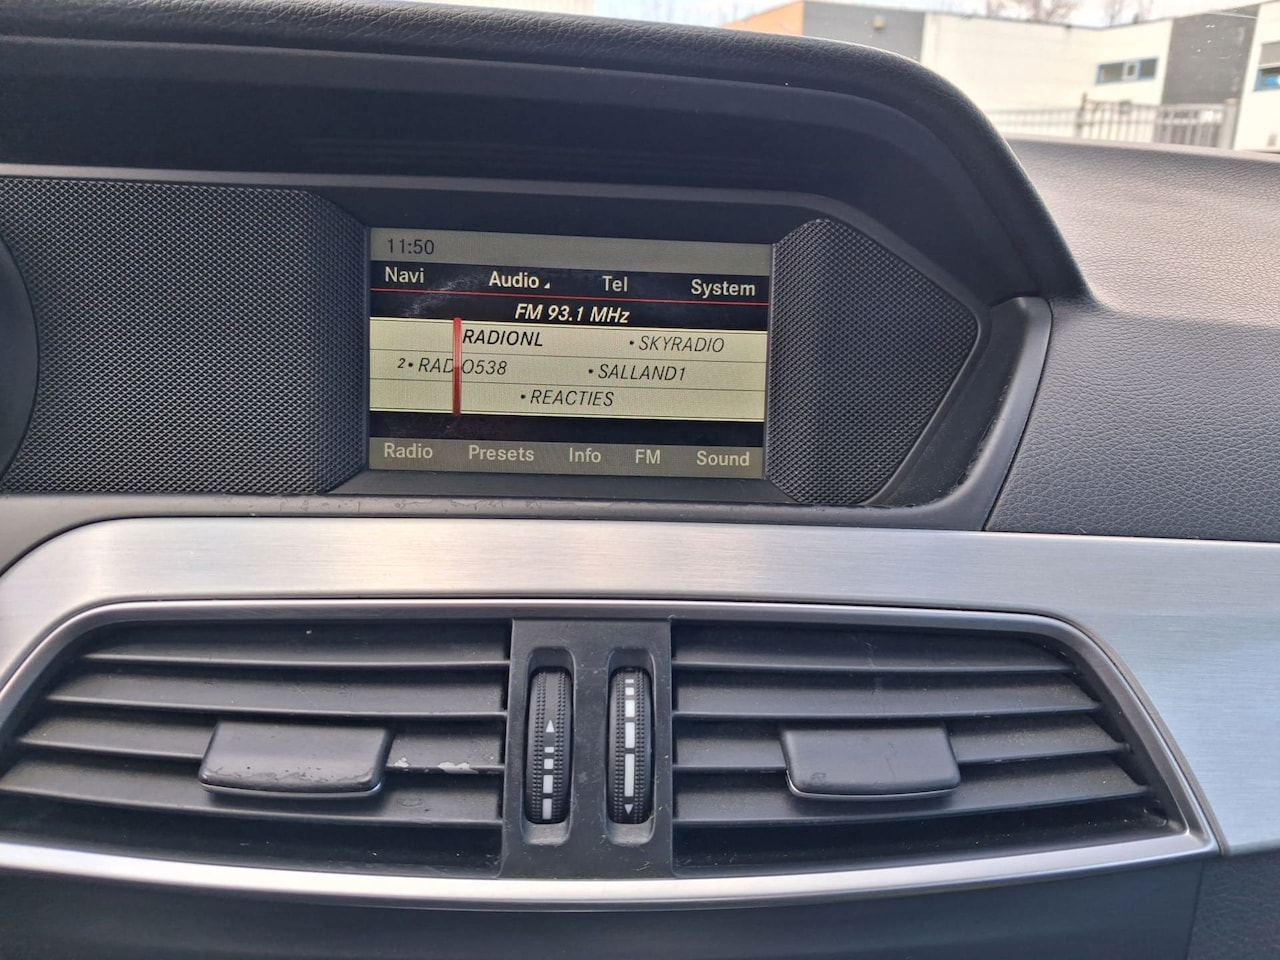 11:50
Navi Audio Tel System
FM 93.1 MHz
RADIONL • SKYRADIO
2• RADIO538 • SALLAND1
• REACTIES
Radio Presets Info FM Sound